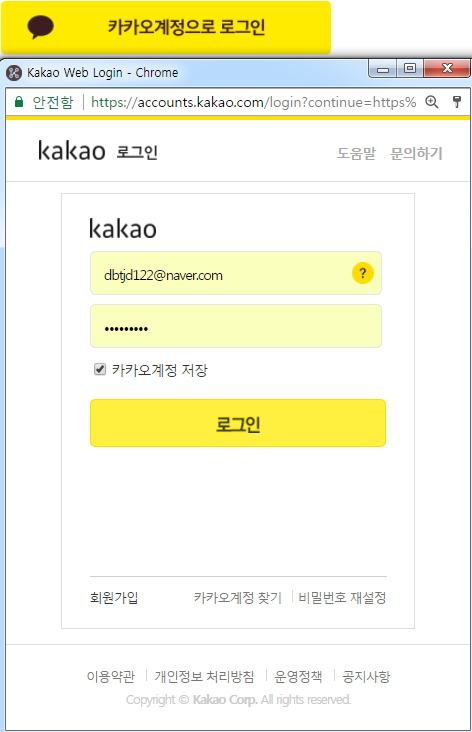 카카오계정으로 로그인
Kakao Web Login - Chrome
안전함 | https://accounts.kakao.com/login?continue=https%
kakao 로그인 도움말 문의하기
kakao
dbtjd122@naver.com ?
•••••••••
카카오계정 저장
로그인
회원가입 카카오계정 찾기 | 비밀번호 재설정
이용약관 | 개인정보 처리방침 | 운영정책 | 공지사항
Copyright © Kakao Corp. All rights reserved.